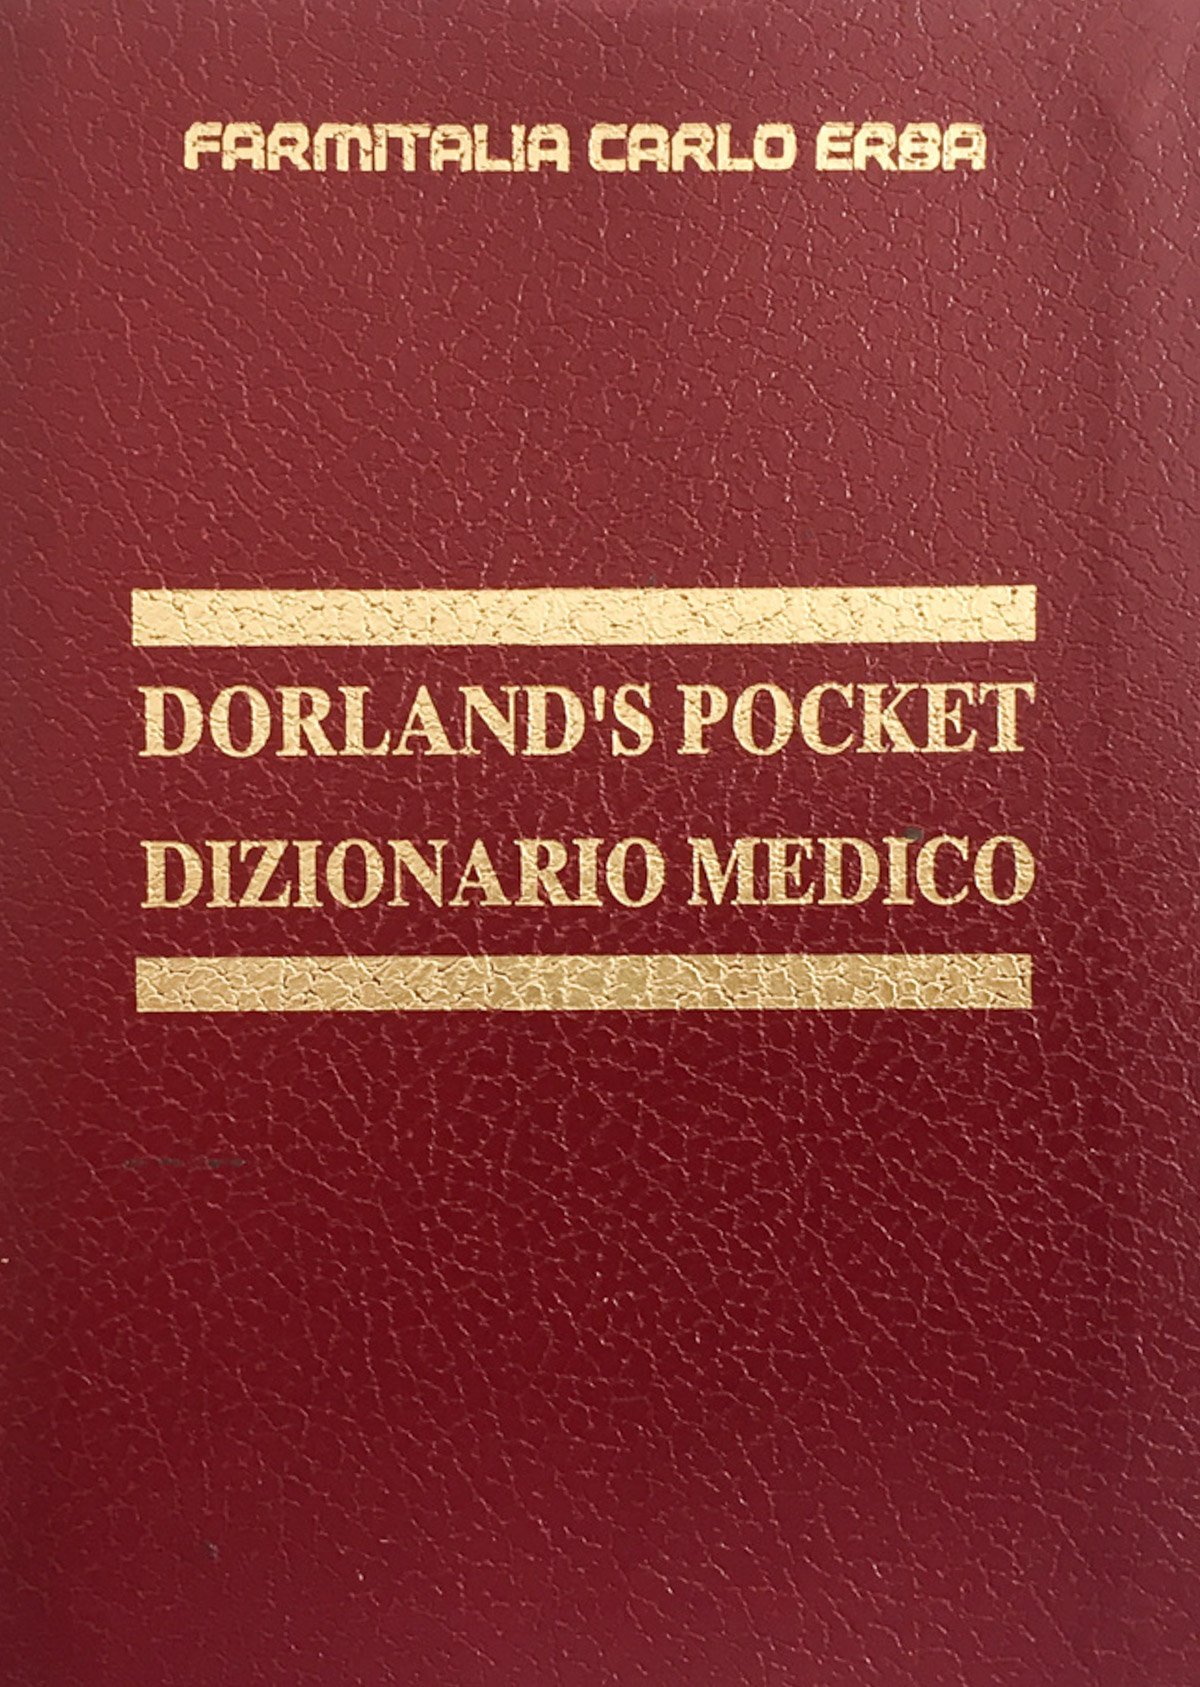 FARMITALIA CARLO ERBA
DORLAND'S POCKET
DIZIONARIO MEDICO